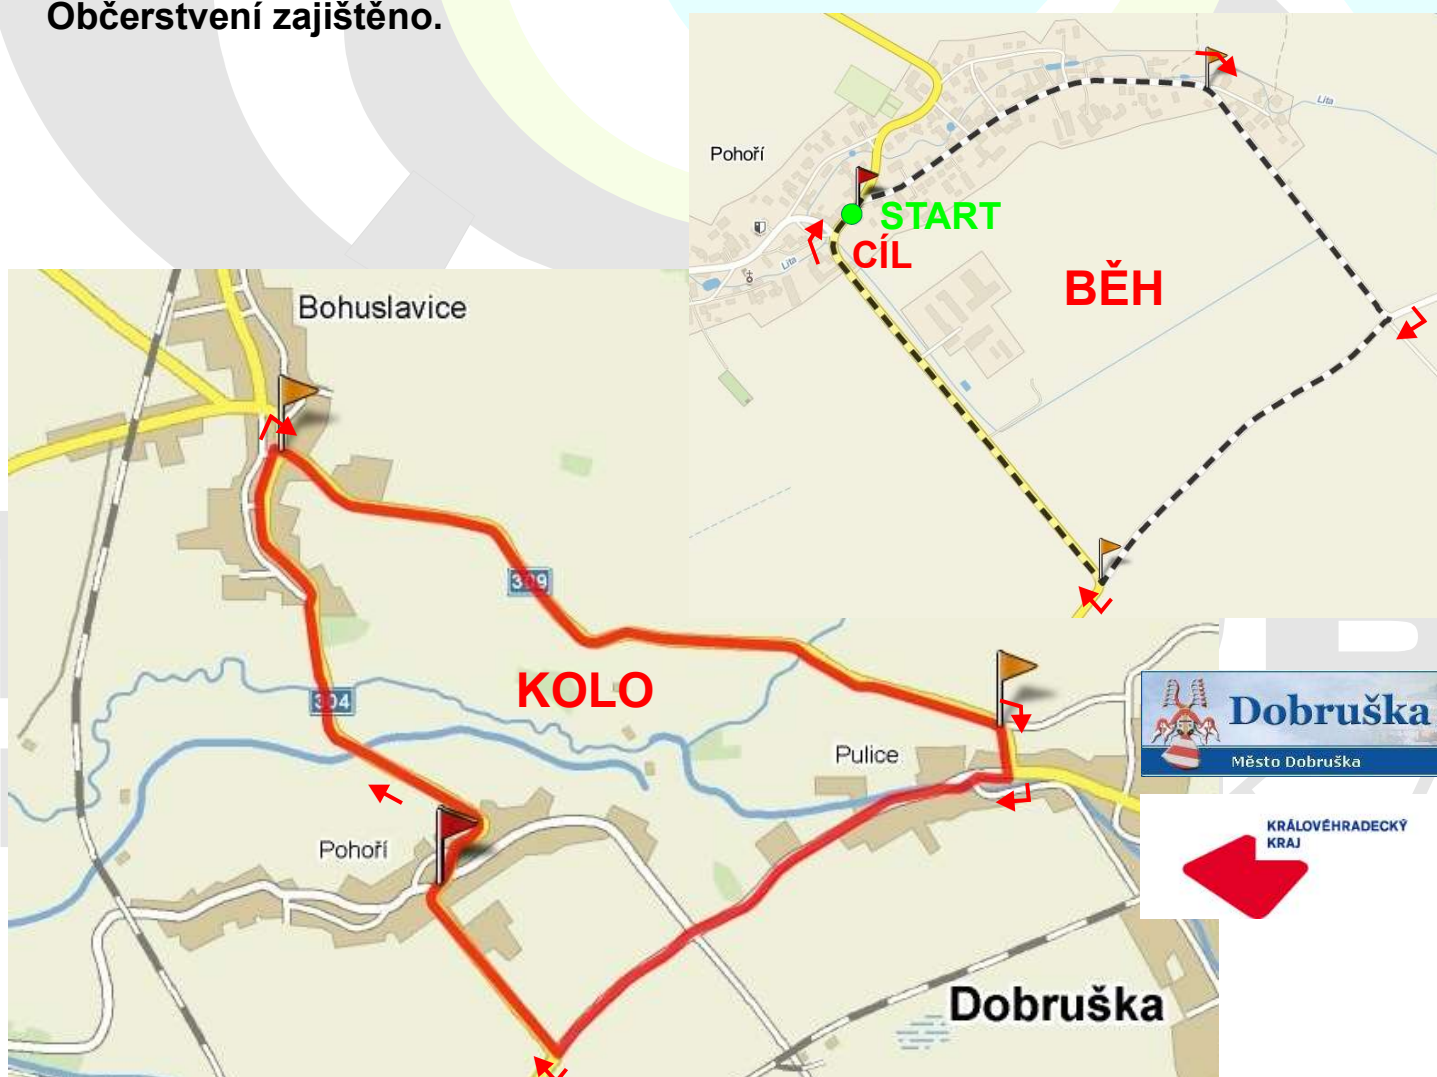 Občerstvení zajištěno.
Pohoří
Lita
START
CÍL
Lita
BĚH
Bohuslavice
309
KOLO
304
Pulice
Pohoří
Dobruška
Dobruška
Město Dobruška
KRÁLOVÉHRADECKÝ
KRAJ